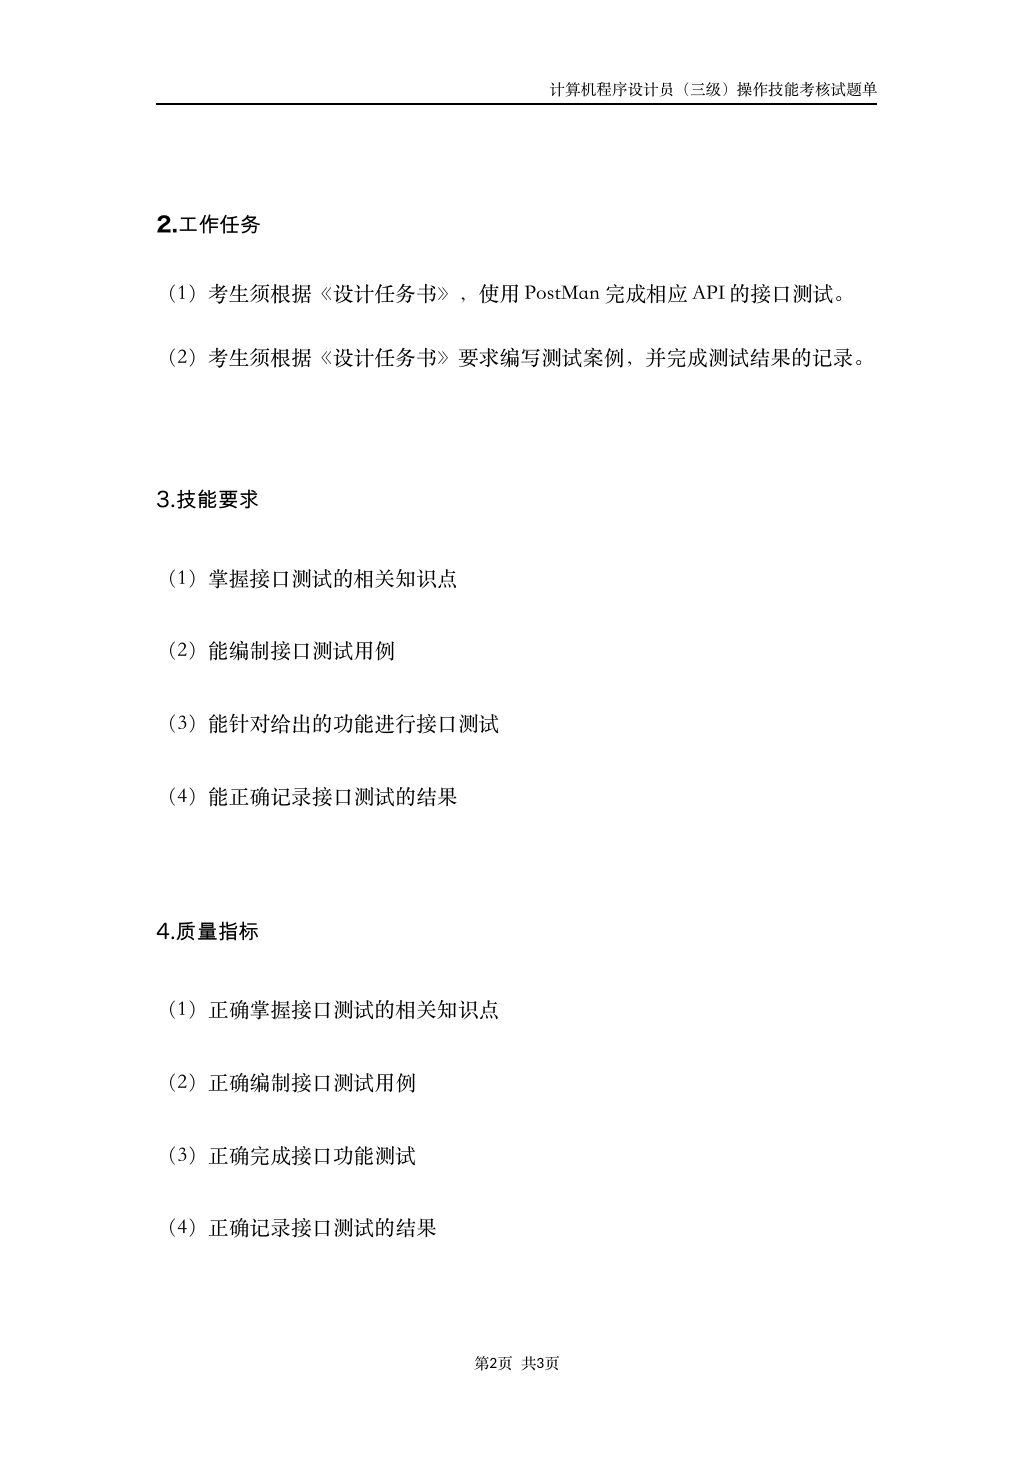 计算机程序设计员（三级）操作技能考核试题单
2.工作任务
（1）考生须根据《设计任务书》，使用 PostMan 完成相应 API 的接口测试。
（2）考生须根据《设计任务书》要求编写测试案例，并完成测试结果的记录。
3.技能要求
（1）掌握接口测试的相关知识点
（2）能编制接口测试用例
（3）能针对给出的功能进行接口测试
（4）能正确记录接口测试的结果
4.质量指标
（1）正确掌握接口测试的相关知识点
（2）正确编制接口测试用例
（3）正确完成接口功能测试
（4）正确记录接口测试的结果
第2页 共3页